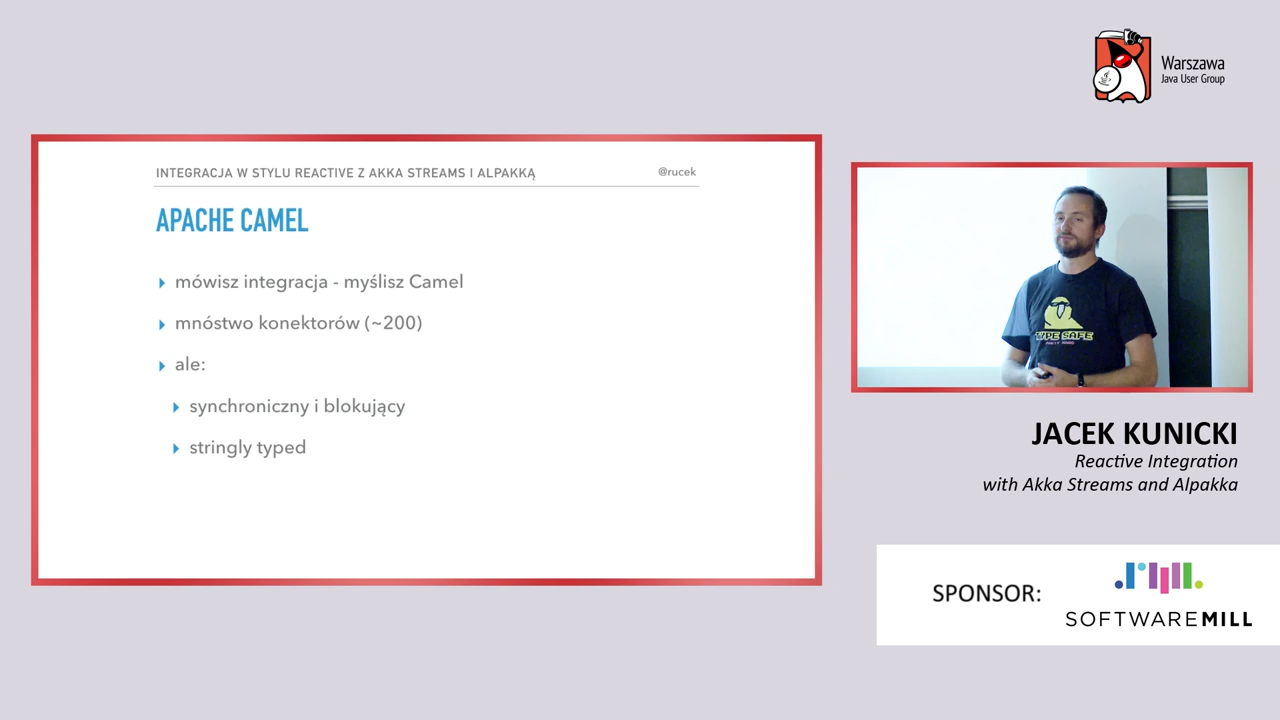 Warszawa
Java User Group
INTEGRACJA W STYLU REACTIVE Z AKKA STREAMS I ALPAKKĄ
@rucek
APACHE CAMEL
mówisz integracja - myślisz Camel
mnóstwo konektorów (~200)
ale:
synchroniczny i blokujący
stringly typed
TYPE SAFE
PARTY HARD
JACEK KUNICKI
Reactive Integration
with Akka Streams and Alpakka
SPONSOR:
SOFTWAREMILL